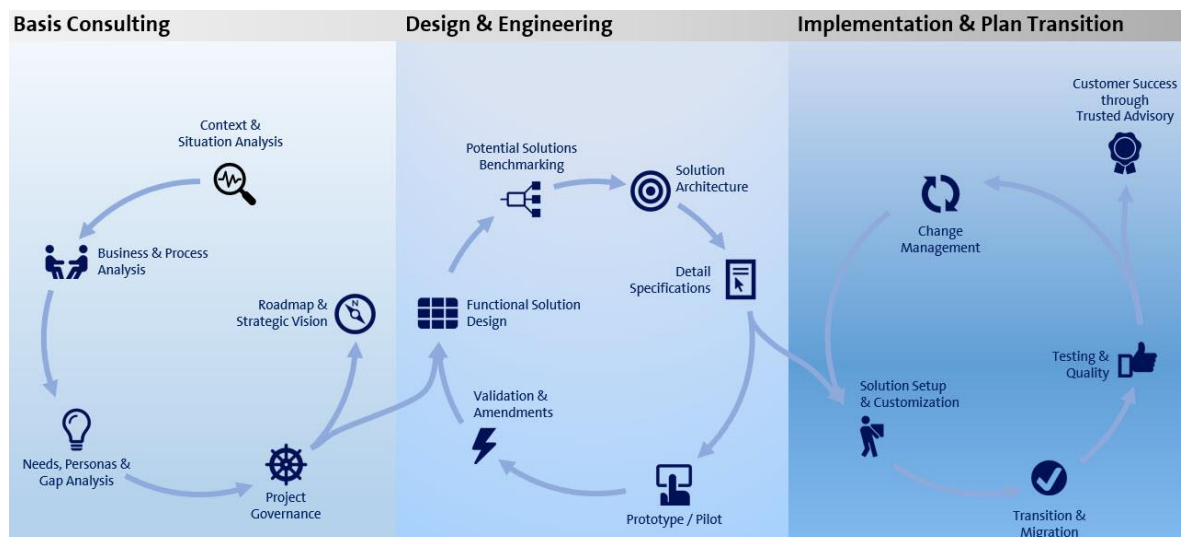 Basis Consulting
Design & Engineering
Implementation & Plan Transition
Context &
Situation Analysis
Business & Process
Analysis
Roadmap &
Strategic Vision
N
Needs, Personas &
Gap Analysis
Project
Governance
Potential Solutions
Benchmarking
Solution
Architecture
Detail
Specifications
Functional Solution
Design
Validation &
Amendments
Prototype / Pilot
Customer Success
through
Trusted Advisory
Change
Management
Testing &
Quality
Solution Setup
& Customization
Transition &
Migration